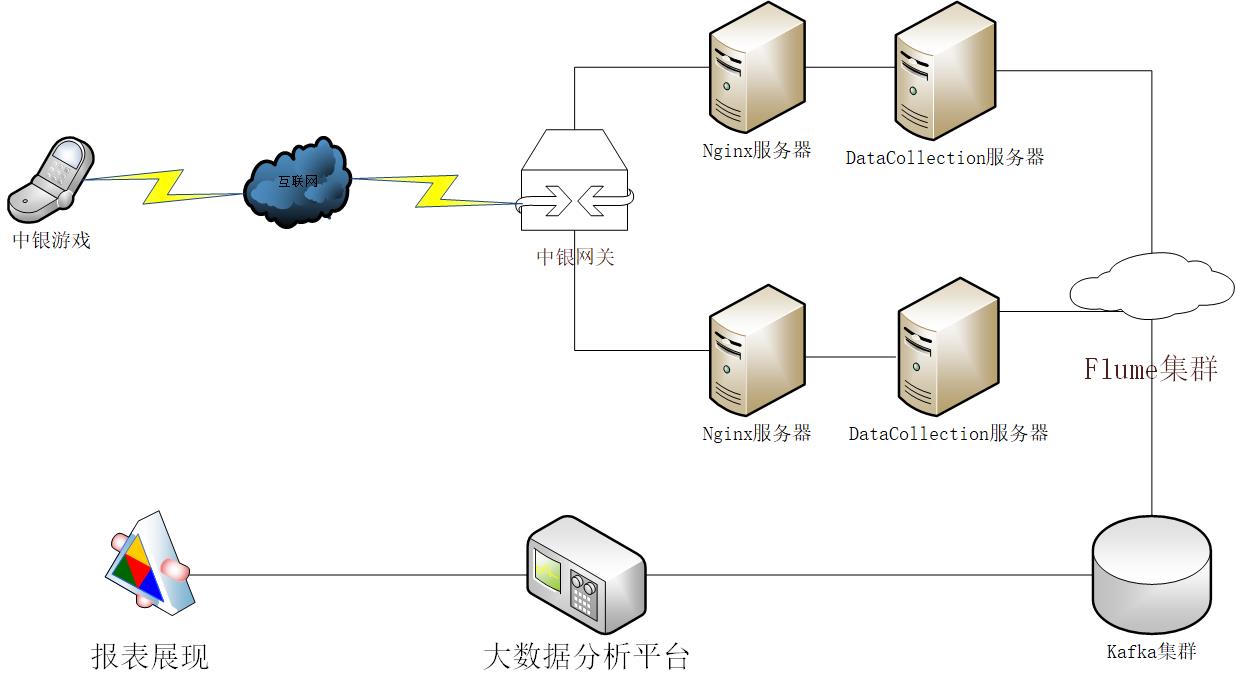 Nginx服务器
DataCollection服务器
互联网
中银游戏
中银网关
Flume集群
Nginx服务器
DataCollection服务器
报表展现
大数据分析平台
Kafka集群